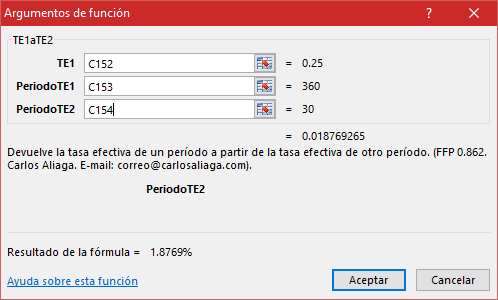 Argumentos de función ? ×
TE1aTE2
TE1 C152 = 0.25
PeriodoTE1 C153 = 360
PeriodoTE2 C154 = 30
= 0.018769265
Devuelve la tasa efectiva de un período a partir de la tasa efectiva de otro período. (FFP 0.862.
Carlos Aliaga. E-mail: correo@carlosaliaga.com).
PeriodoTE2
Resultado de la fórmula = 1.8769%
Ayuda sobre esta función Aceptar Cancelar